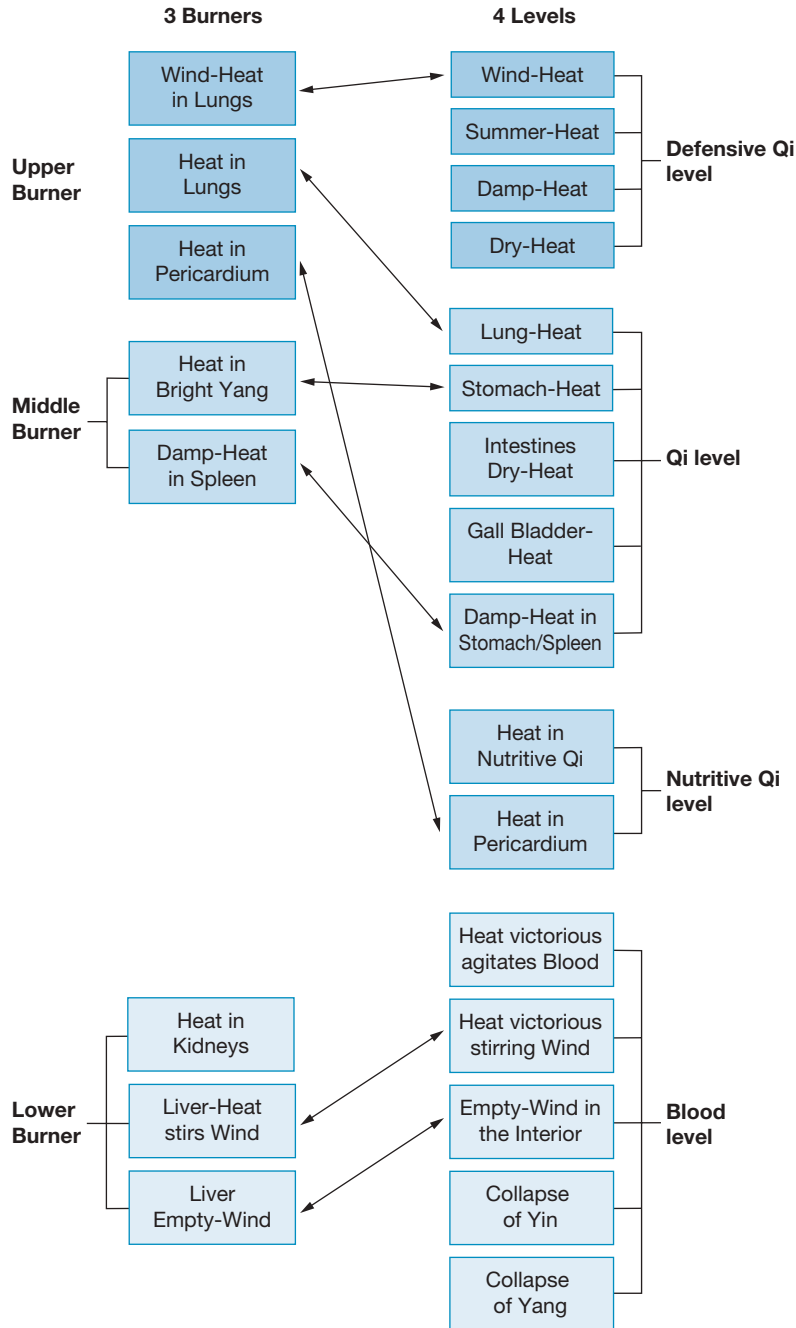 3 Burners
4 Levels
Upper
Burner
Wind-Heat
in Lungs
Heat in
Lungs
Heat in
Pericardium
Middle
Burner
Heat in
Bright Yang
Damp-Heat
in Spleen
Lower
Burner
Heat in
Kidneys
Liver-Heat
stirs Wind
Liver
Empty-Wind
Wind-Heat
Summer-Heat
Damp-Heat
Dry-Heat
Defensive Qi
level
Lung-Heat
Stomach-Heat
Intestines
Dry-Heat
Gall Bladder-
Heat
Damp-Heat in
Stomach/Spleen
Qi level
Heat in
Nutritive Qi
Heat in
Pericardium
Nutritive Qi
level
Heat victorious
agitates Blood
Heat victorious
stirring Wind
Empty-Wind in
the Interior
Collapse
of Yin
Collapse
of Yang
Blood
level